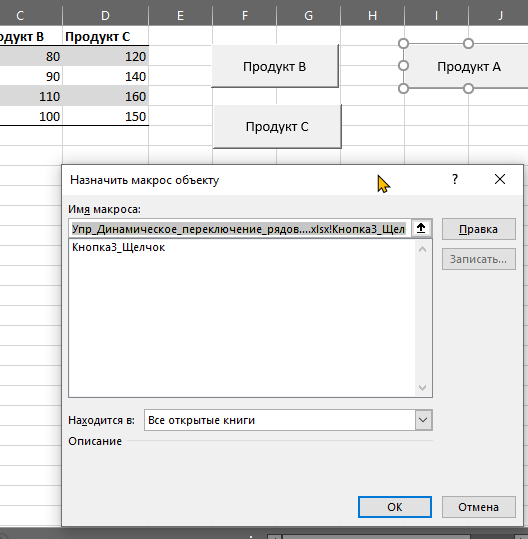 C D E F G H I J
одукт B Продукт C
80 120
90 140
110 160
100 150
Продукт B
Продукт A
Продукт C
Назначить макрос объекту ?
Имя макроса:
Упр_Динамическое_переключение_рядов....xlsx!Кнопка3_Щел
Правка
Кнопка3_Щелчок
Записать...
Находится в: Все открытые книги
Описание
ОК Отмена